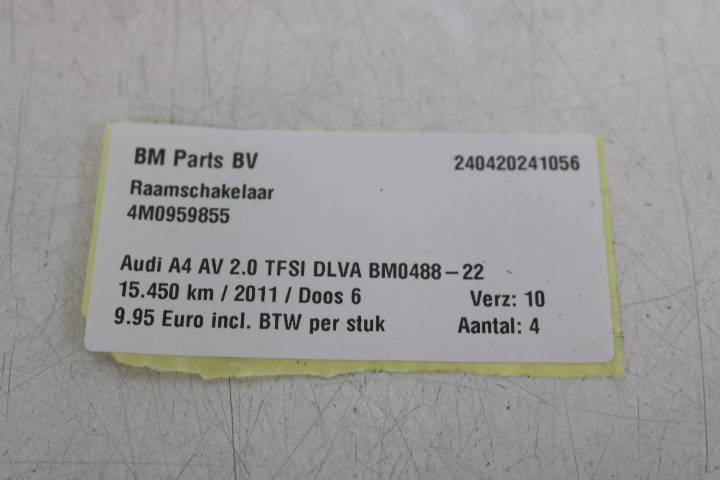 BM Parts BV 240420241056
Raamschakelaar
4M0959855
Audi A4 AV 2.0 TFSI DLVA BM0488-22
15.450 km / 2011 / Doos 6 Verz: 10
9.95 Euro incl. BTW per stuk Aantal: 4